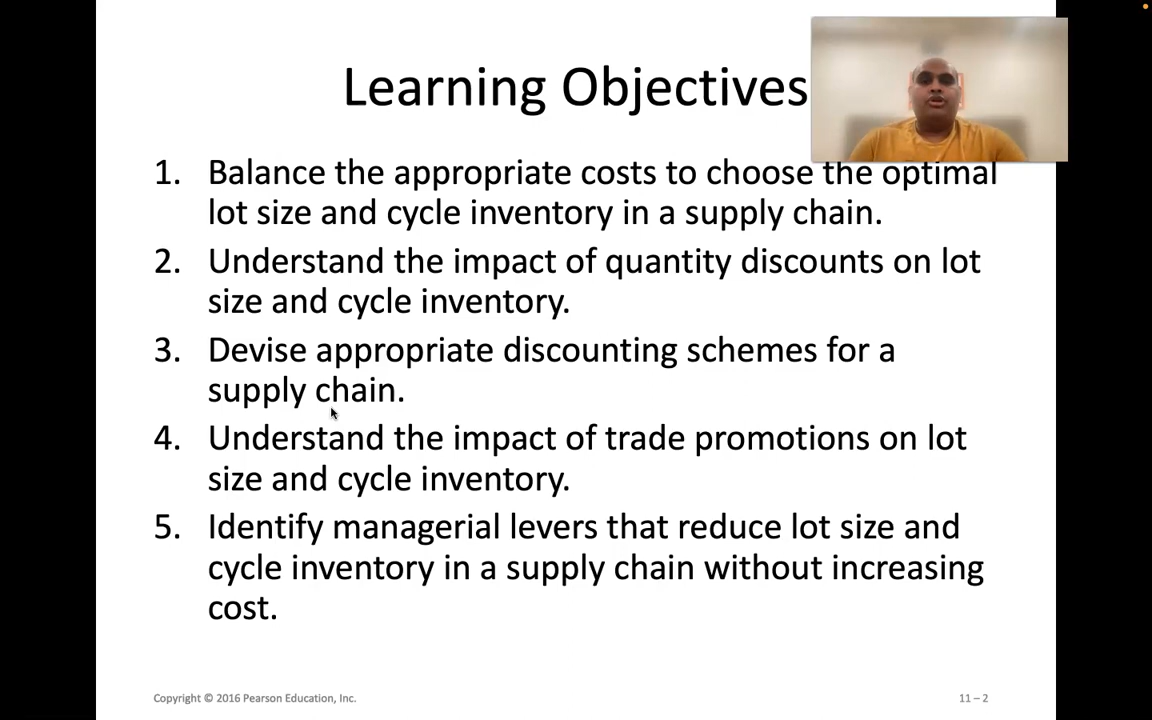 Learning Objectives
1. Balance the appropriate costs to choose the optimal
lot size and cycle inventory in a supply chain.
2. Understand the impact of quantity discounts on lot
size and cycle inventory.
3. Devise appropriate discounting schemes for a
supply chain.
4. Understand the impact of trade promotions on lot
size and cycle inventory.
5. Identify managerial levers that reduce lot size and
cycle inventory in a supply chain without increasing
cost.
Copyright © 2016 Pearson Education, Inc.
11 – 2